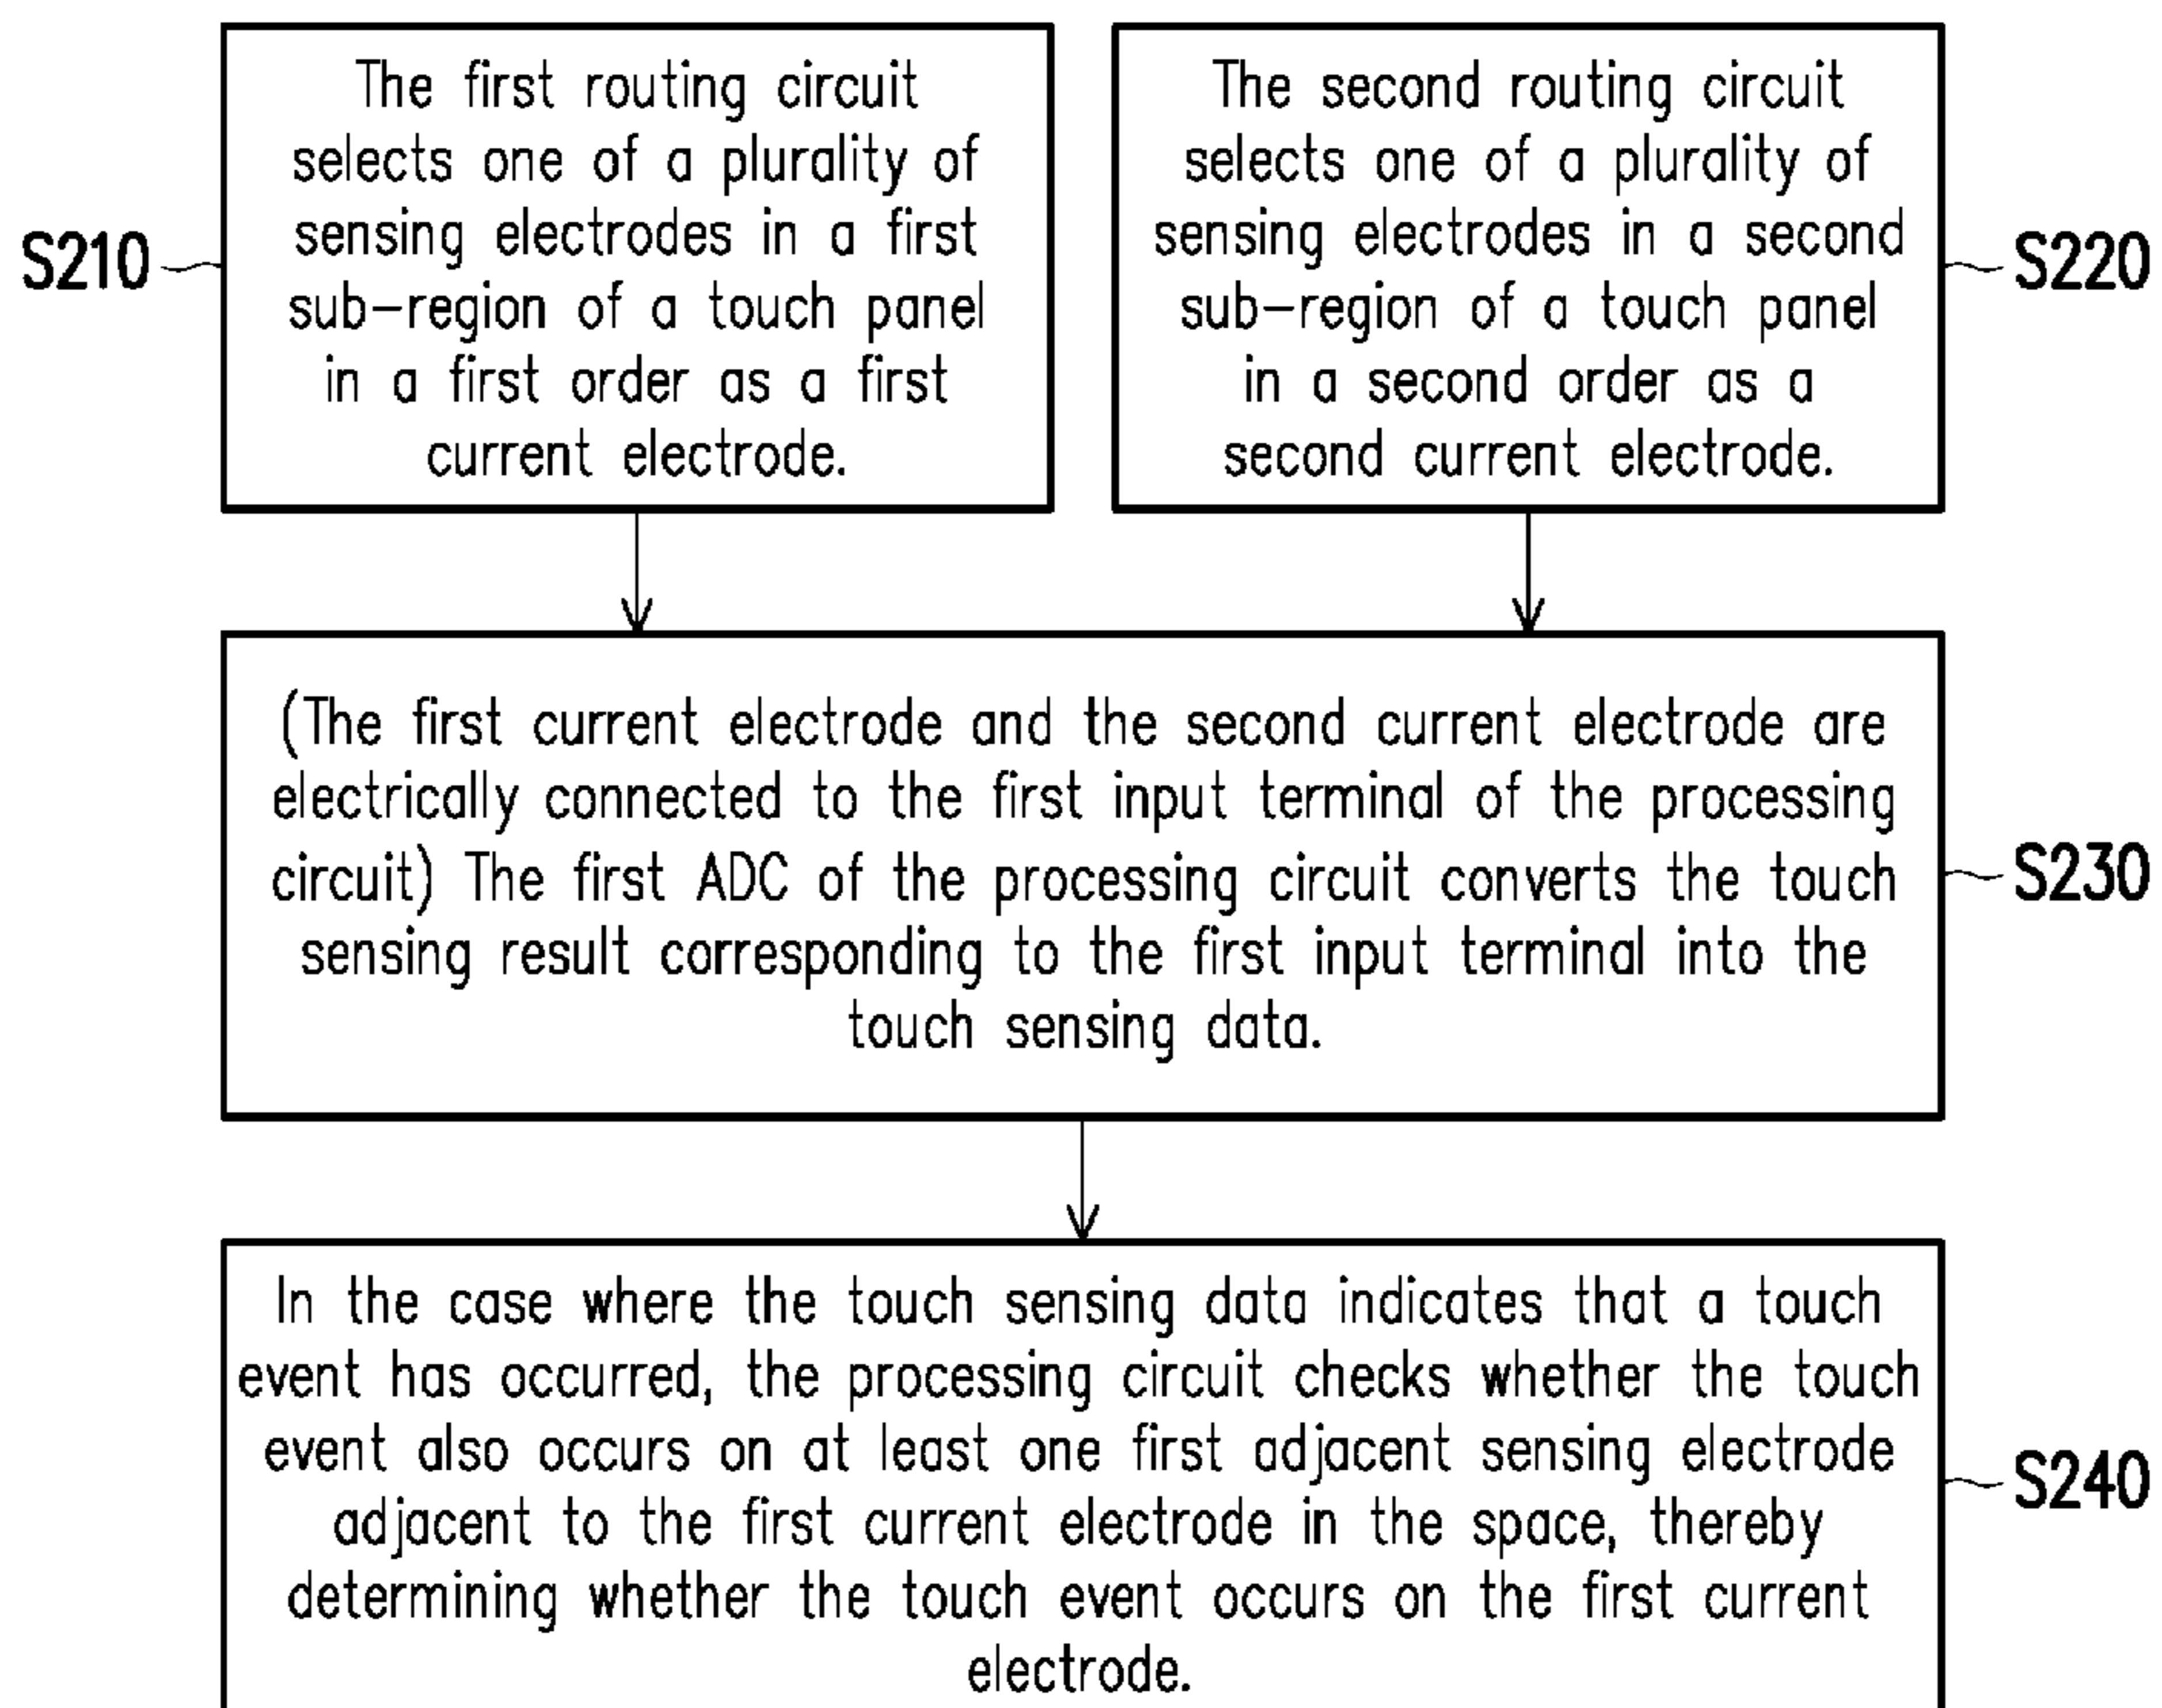 S210
The first routing circuit
selects one of a plurality of
sensing electrodes in a first
sub-region of a touch panel
in a first order as a first
current electrode.
The second routing circuit
selects one of a plurality of
sensing electrodes in a second
sub-region of a touch panel
in a second order as a
second current electrode.
S220
(The first current electrode and the second current electrode are
electrically connected to the first input terminal of the processing
circuit) The first ADC of the processing circuit converts the touch
sensing result corresponding to the first input terminal into the
touch sensing data.
S230
In the case where the touch sensing data indicates that a touch
event has occurred, the processing circuit checks whether the touch
event also occurs on at least one first adjacent sensing electrode
adjacent to the first current electrode in the space, thereby
determining whether the touch event occurs on the first current
electrode.
S240